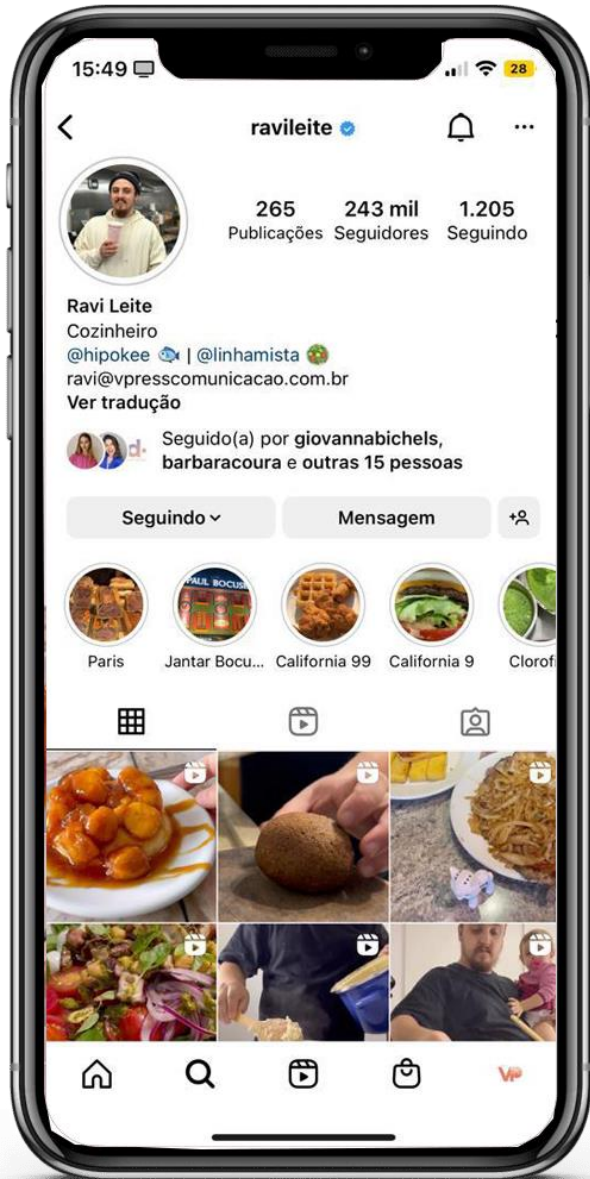 15:49
28
ravileite
265 243 mil 1.205
Publicações Seguidores Seguindo
Ravi Leite
Cozinheiro
@hipokee | @linhamista
ravi@vpresscomunicacao.com.br
Ver tradução
d.
Seguido(a) por giovannabichels,
barbaracoura e outras 15 pessoas
Seguindo Mensagem
PAUL BOCUSE
Paris Jantar Bocu... California 99 California 9 Clorofi
VP